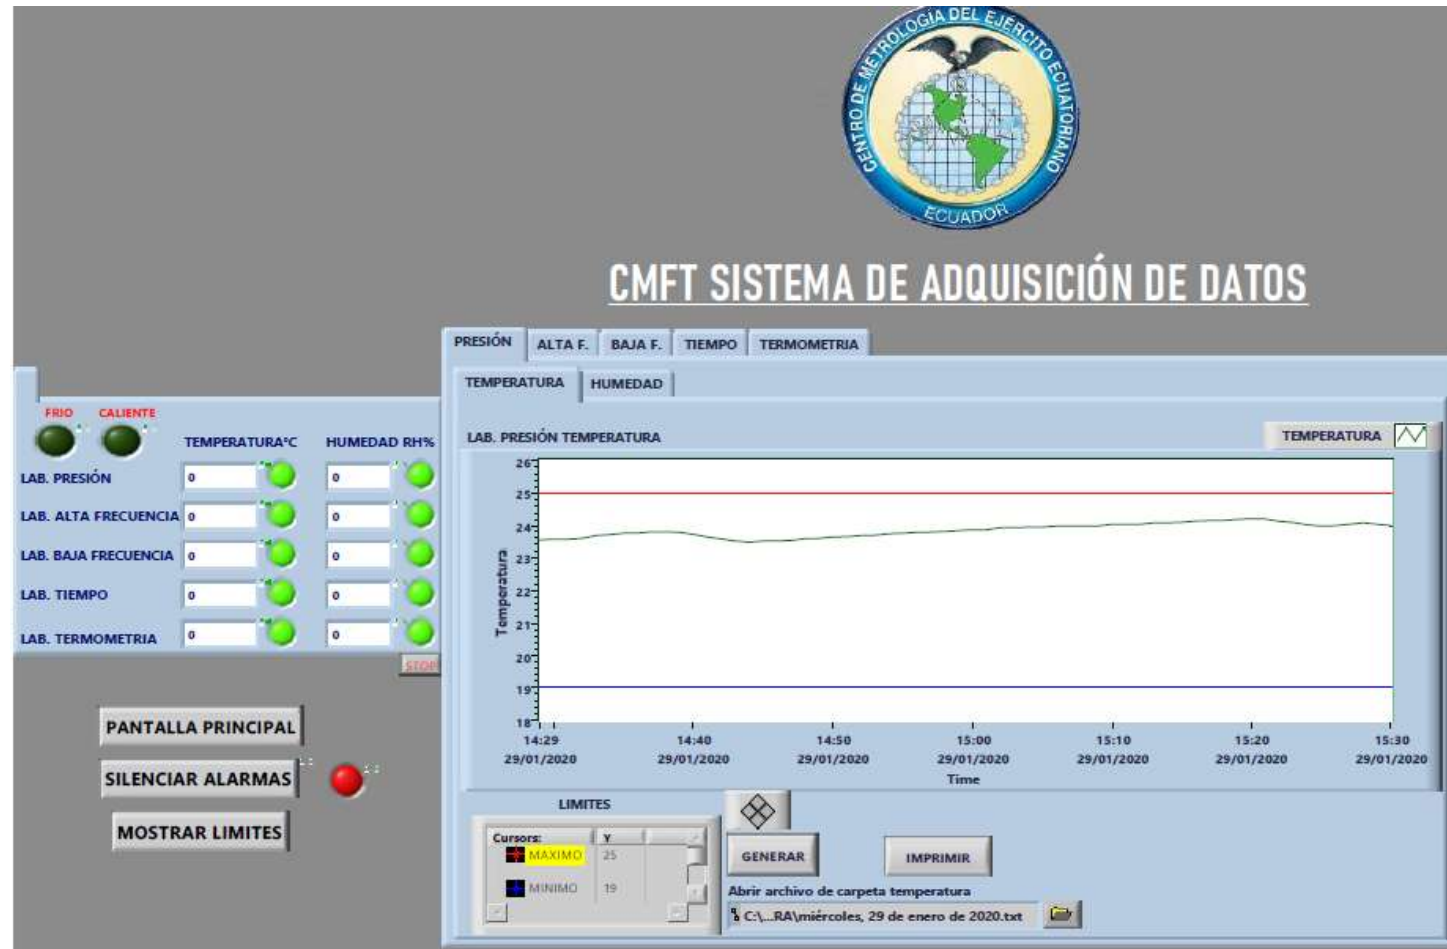 CENTRO DE METROLOGÍA DEL EJÉRCITO ECUATORIANO
ECUADOR
CMFT SISTEMA DE ADQUISICIÓN DE DATOS
PRESIÓN ALTA F. BAJA F. TIEMPO TERMOMETRIA
TEMPERATURA HUMEDAD
FRIO CALIENTE
TEMPERATURA°C HUMEDAD RH%
LAB. PRESIÓN 0 0
LAB. ALTA FRECUENCIA 0 0
LAB. BAJA FRECUENCIA 0 0
LAB. TIEMPO 0 0
LAB. TERMOMETRIA 0 0
STOP
PANTALLA PRINCIPAL
SILENCIAR ALARMAS
MOSTRAR LIMITES
LAB. PRESIÓN TEMPERATURA
TEMPERATURA
Temperatura
26
25
24
23
22
21
20
19
18
14:29 14:40 14:50 15:00 15:10 15:20 15:30
29/01/2020 29/01/2020 29/01/2020 29/01/2020 29/01/2020 29/01/2020 29/01/2020
Time
LIMITES
Cursors: Y
MAXIMO 25
MINIMO 19
GENERAR IMPRIMIR
Abrir archivo de carpeta temperatura
C:\...RA\miércoles, 29 de enero de 2020.txt